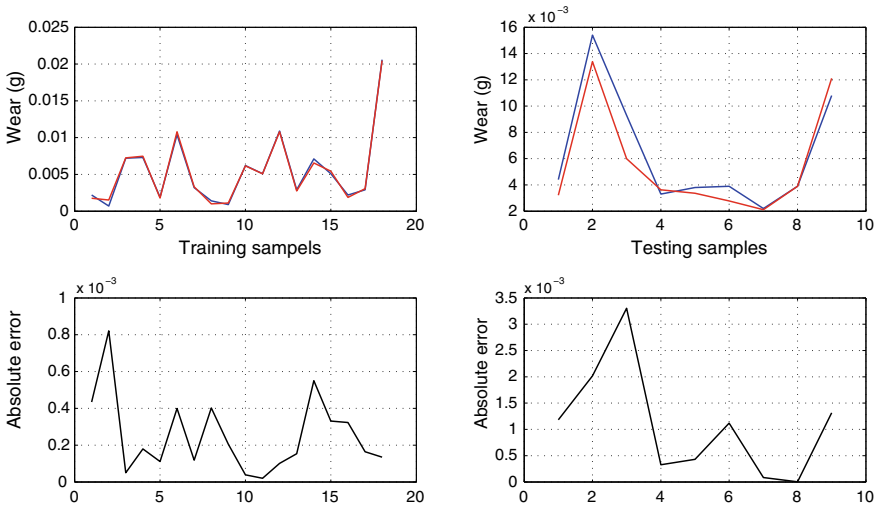 Wear (g)
0.025
0.02
0.015
0.01
0.005
0
0 5 10 15 20
Training sampels
x 10⁻³
Wear (g)
16
14
12
10
8
6
4
2
0 2 4 6 8 10
Testing samples
x 10⁻³
Absolute error
1
0.8
0.6
0.4
0.2
0
0 5 10 15 20
x 10⁻³
Absolute error
3.5
3
2.5
2
1.5
1
0.5
0
0 2 4 6 8 10